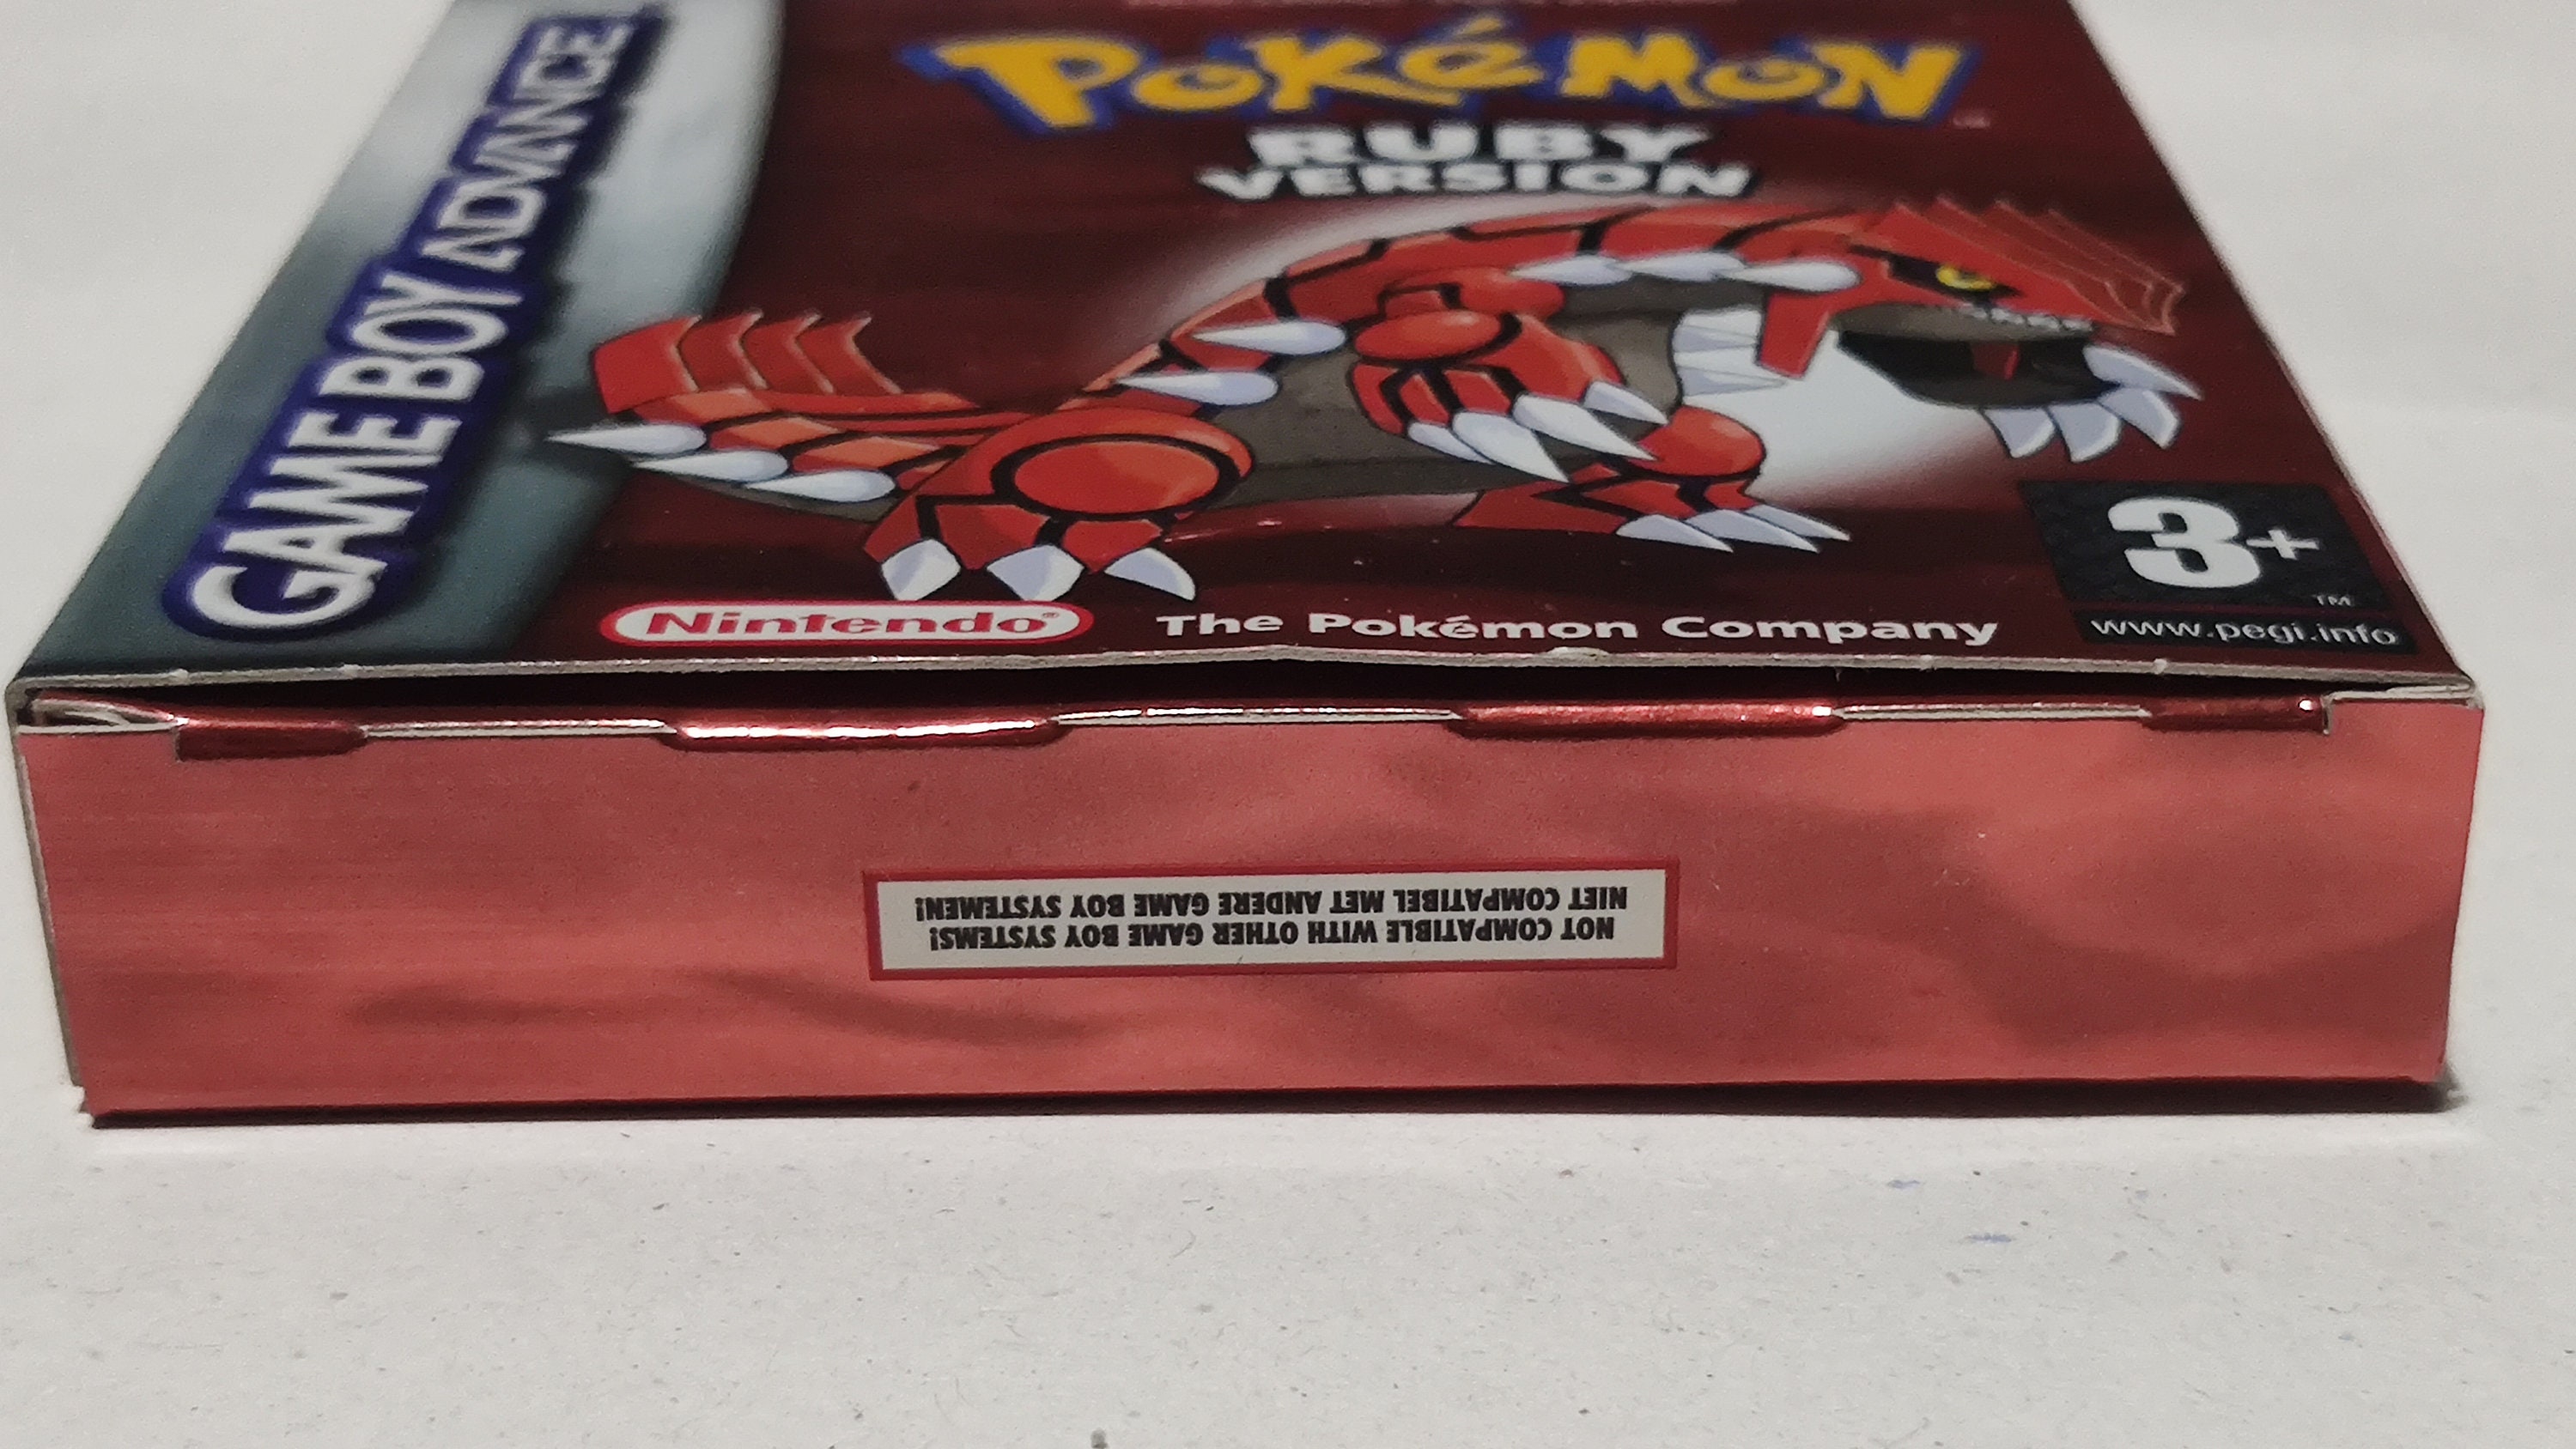 GAME BOY ADVANCE
POKéMON
RUBY
VERSION
3+
TM
www.pegi.info
Nintendo®
The Pokémon Company
NOT COMPATIBLE WITH OTHER GAME BOY SYSTEMS!
NIET COMPATIBEL MET ANDERE GAME BOY SYSTEMEN!